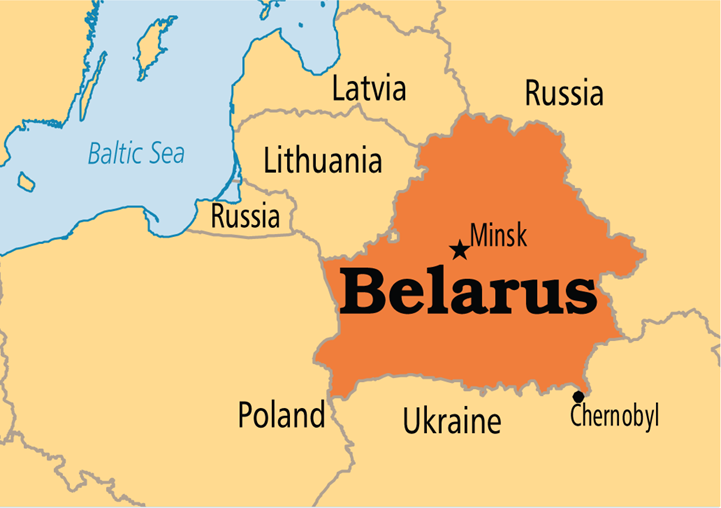 Latvia
Russia
Baltic Sea
Lithuania
Russia
Minsk
Belarus
Poland
Ukraine
Chernobyl